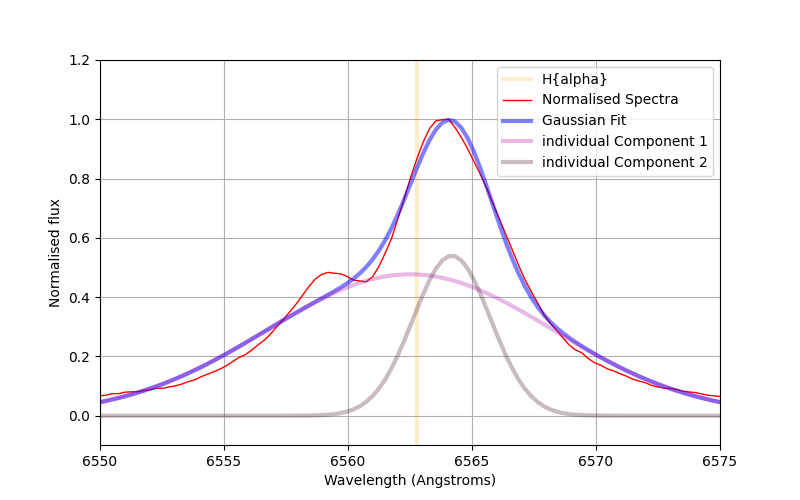 1.2
1.0
0.8
0.6
0.4
0.2
0.0
Normalised flux
H{alpha}
Normalised Spectra
Gaussian Fit
individual Component 1
individual Component 2
6550 6555 6560 6565 6570 6575
Wavelength (Angstroms)